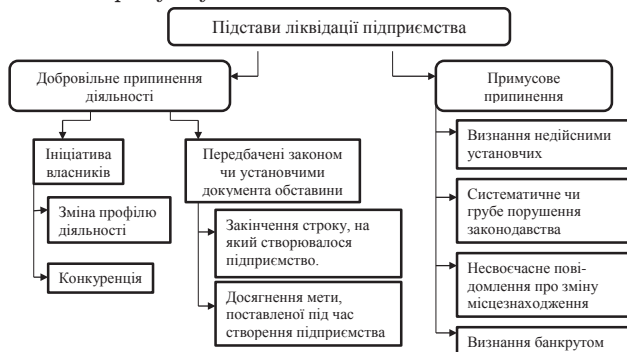 Підстави ліквідації підприємства
Добровільне припинення
діяльності
Примусове
припинення
Ініціатива
власників
Зміна профілю
діяльності
Конкуренція
Передбачені законом
чи установчими
документа обставини
Закінчення строку, на
який створювалося
підприємство.
Досягнення мети,
поставленої під час
створення підприємства
Визнання недійсними
установчих
Систематичне чи
грубе порушення
законодавства
Несвоєчасне пові-
домлення про зміну
місцезнаходження
Визнання банкрутом